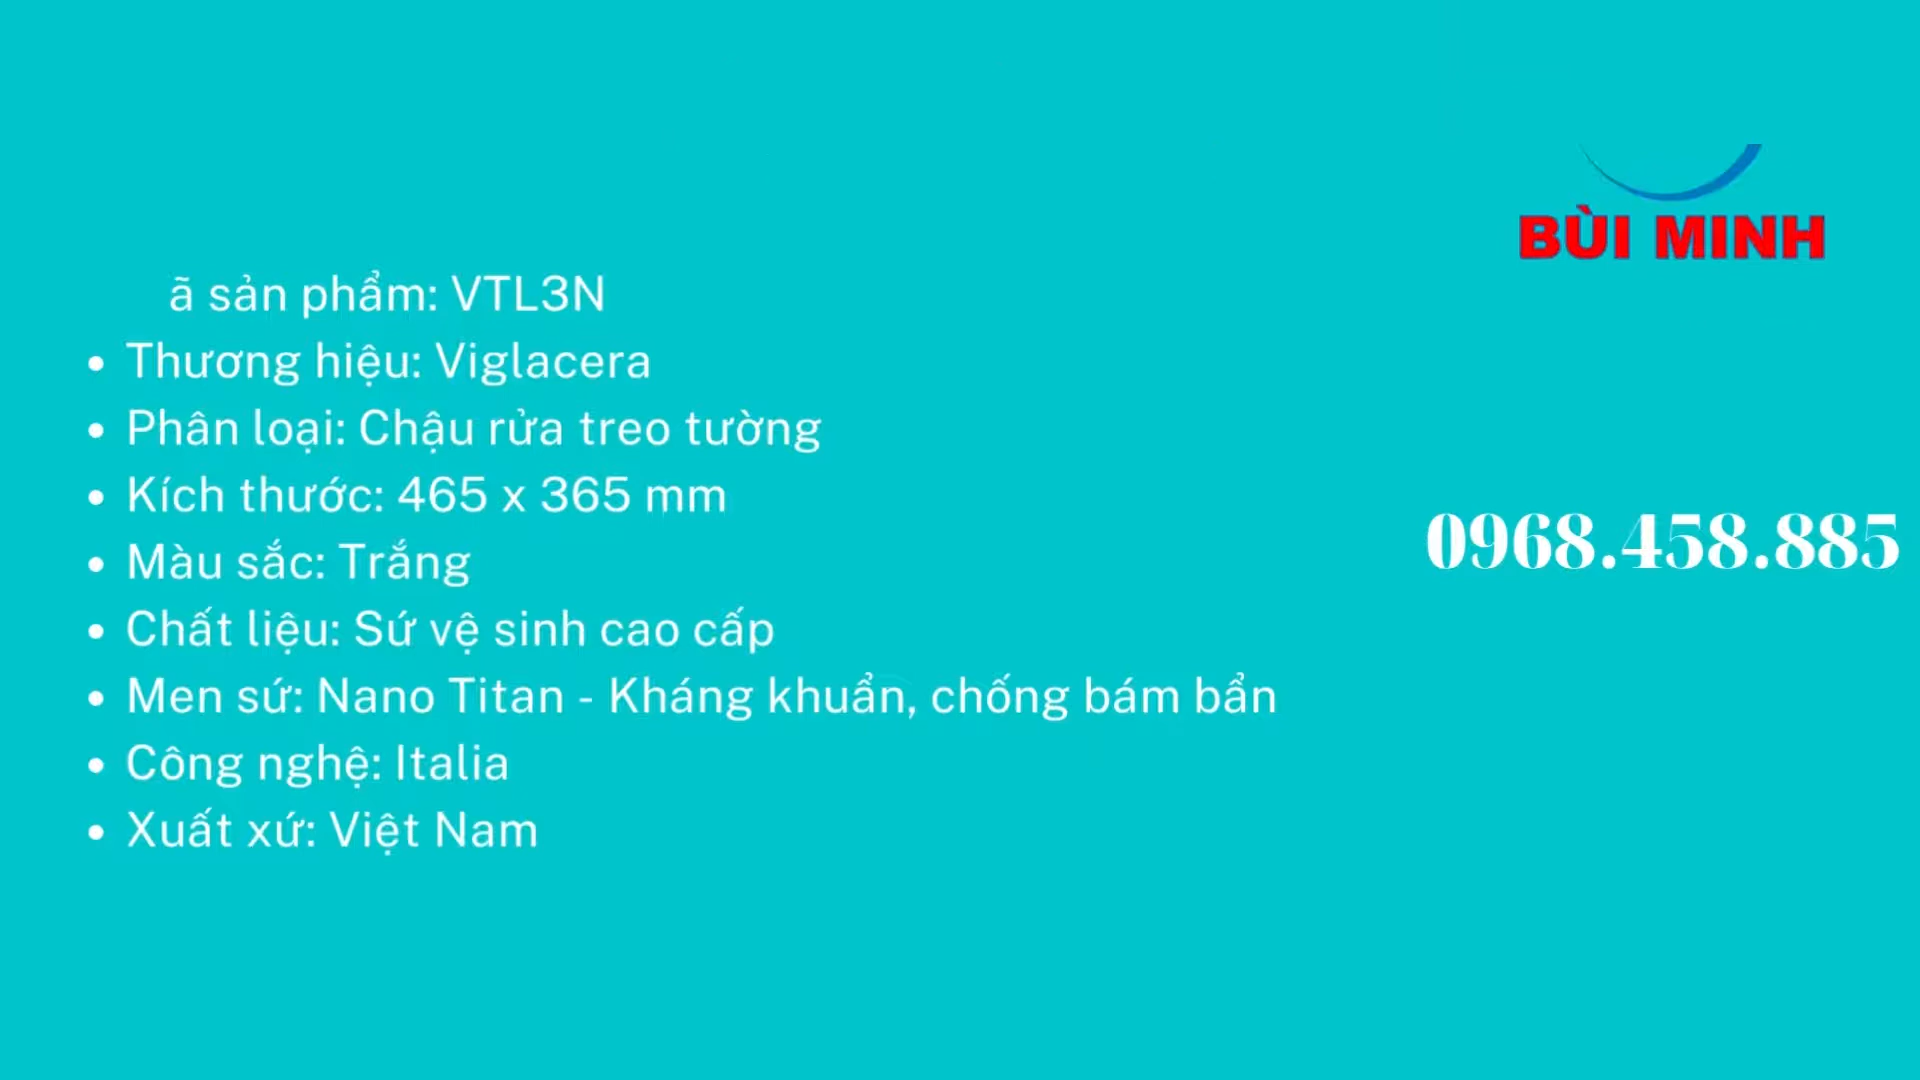 ã sản phẩm: VTL3N
• Thương hiệu: Viglacera
• Phân loại: Chậu rửa treo tường
• Kích thước: 465 x 365 mm
• Màu sắc: Trắng
• Chất liệu: Sứ vệ sinh cao cấp
• Men sứ: Nano Titan - Kháng khuẩn, chống bám bẩn
• Công nghệ: Italia
• Xuất xứ: Việt Nam
BÙI MINH
0968.458.885